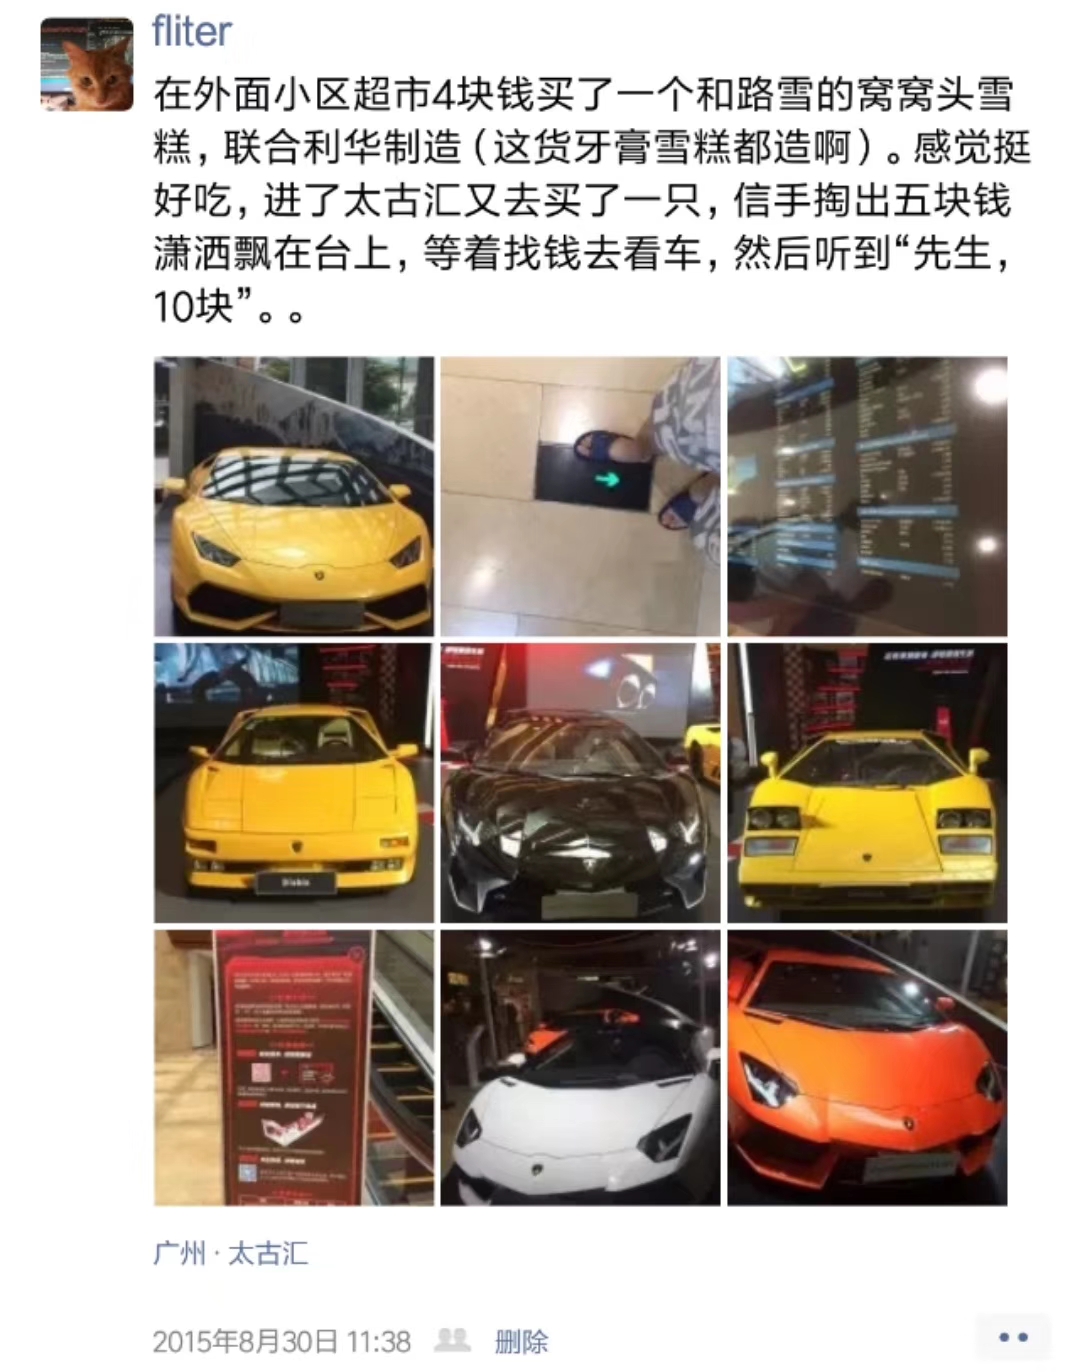 fliter
在外面小区超市4块钱买了一个和路雪的窝窝头雪
糕，联合利华制造（这货牙膏雪糕都造啊）。感觉挺
好吃，进了太古汇又去买了一只，信手掏出五块钱
潇洒飘在台上，等着找钱去看车，然后听到“先生，
10块”。。
Diablo
广州 · 太古汇
2015年8月30日 11:38 删除